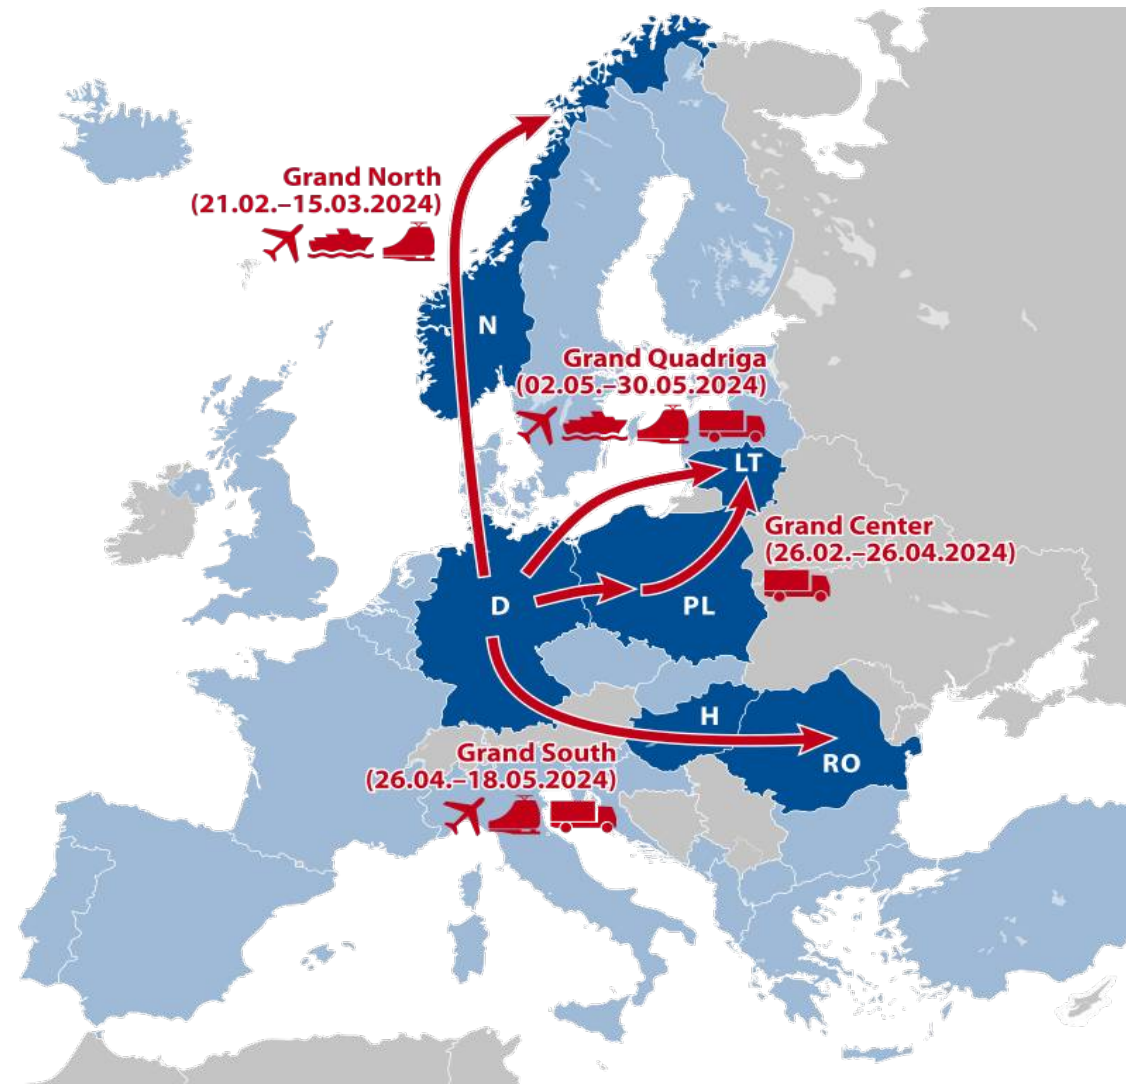 Grand North
(21.02.–15.03.2024)
N
Grand Quadriga
(02.05.–30.05.2024)
LT
Grand Center
(26.02.–26.04.2024)
D
PL
H
Grand South
(26.04.–18.05.2024)
RO